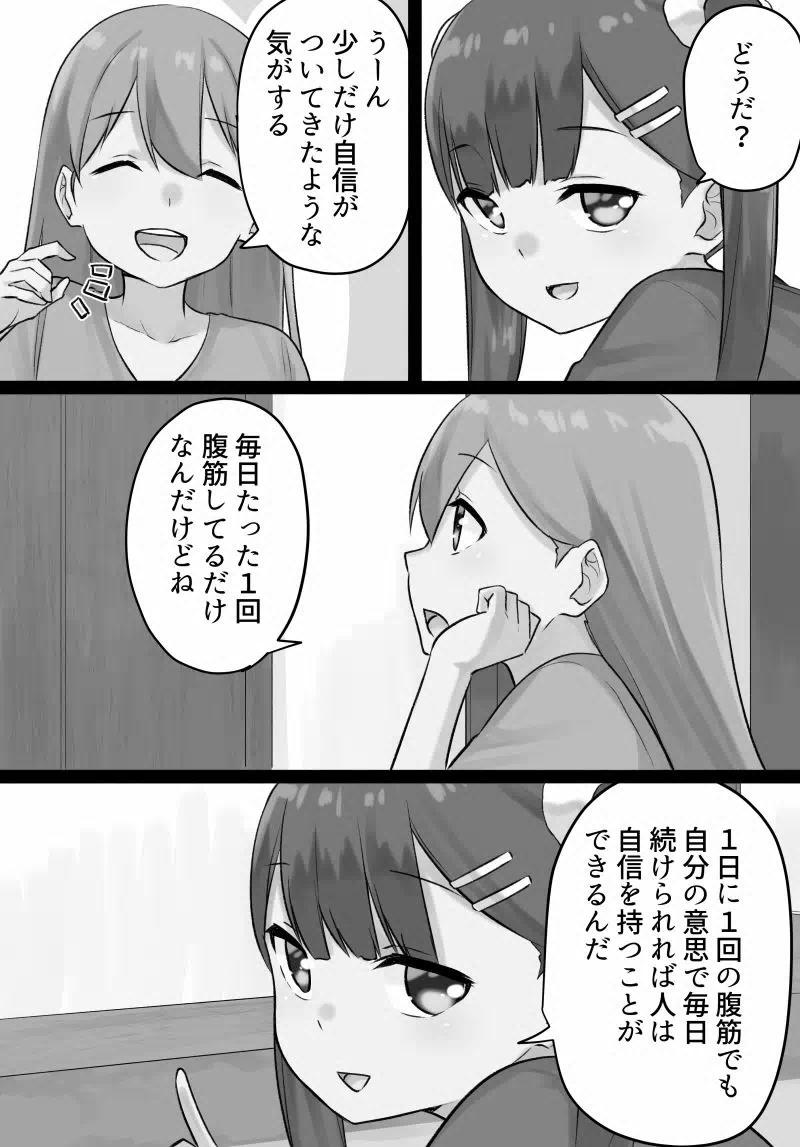 どうだ？
うーん
少しだけ自信が
ついてきたような
気がする
毎日たった１回
腹筋してるだけ
なんだけどね
１日に１回の腹筋でも
自分の意思で毎日
続けられれば人は
自信を持つことが
できるんだ